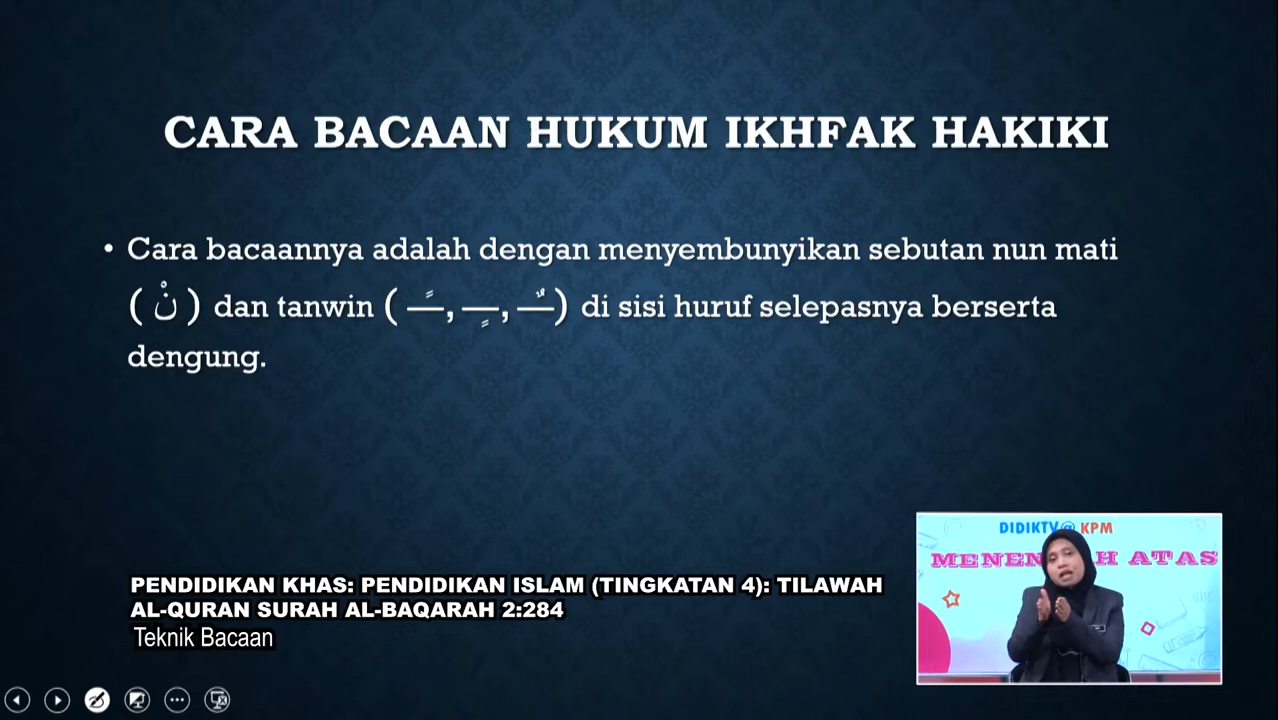 CARA BACAAN HUKUM IKHFAK HAKIKI
• Cara bacaannya adalah dengan menyembunyikan sebutan nun mati
( نْ ) dan tanwin ( ـًـ, ـٍـ, ـٌـ) di sisi huruf selepasnya berserta
dengung.
DIDIKTV@ KPM
MENEN H ATAS
PENDIDIKAN KHAS: PENDIDIKAN ISLAM (TINGKATAN 4): TILAWAH
AL-QURAN SURAH AL-BAQARAH 2:284
Teknik Bacaan